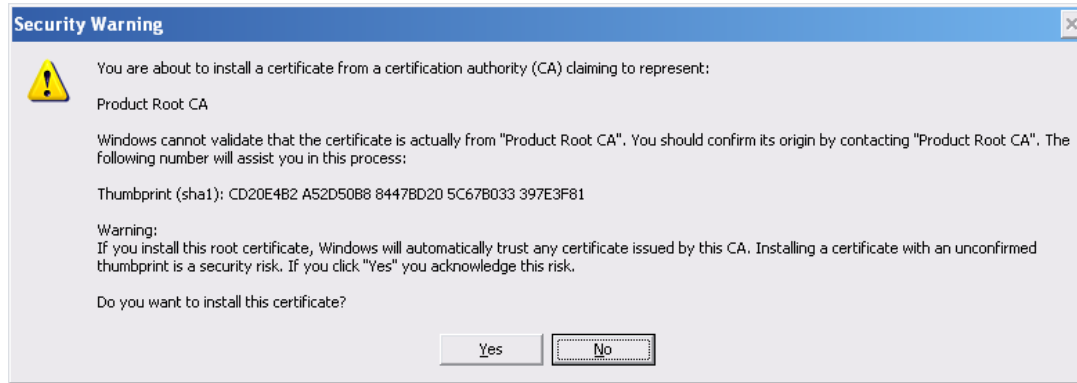 Security Warning
You are about to install a certificate from a certification authority (CA) claiming to represent:
Product Root CA
Windows cannot validate that the certificate is actually from "Product Root CA". You should confirm its origin by contacting "Product Root CA". The
following number will assist you in this process:
Thumbprint (sha1): CD20E4B2 A52D50B8 8447BD20 5C67B033 397E3F81
Warning:
If you install this root certificate, Windows will automatically trust any certificate issued by this CA. Installing a certificate with an unconfirmed
thumbprint is a security risk. If you click "Yes" you acknowledge this risk.
Do you want to install this certificate?
Yes No